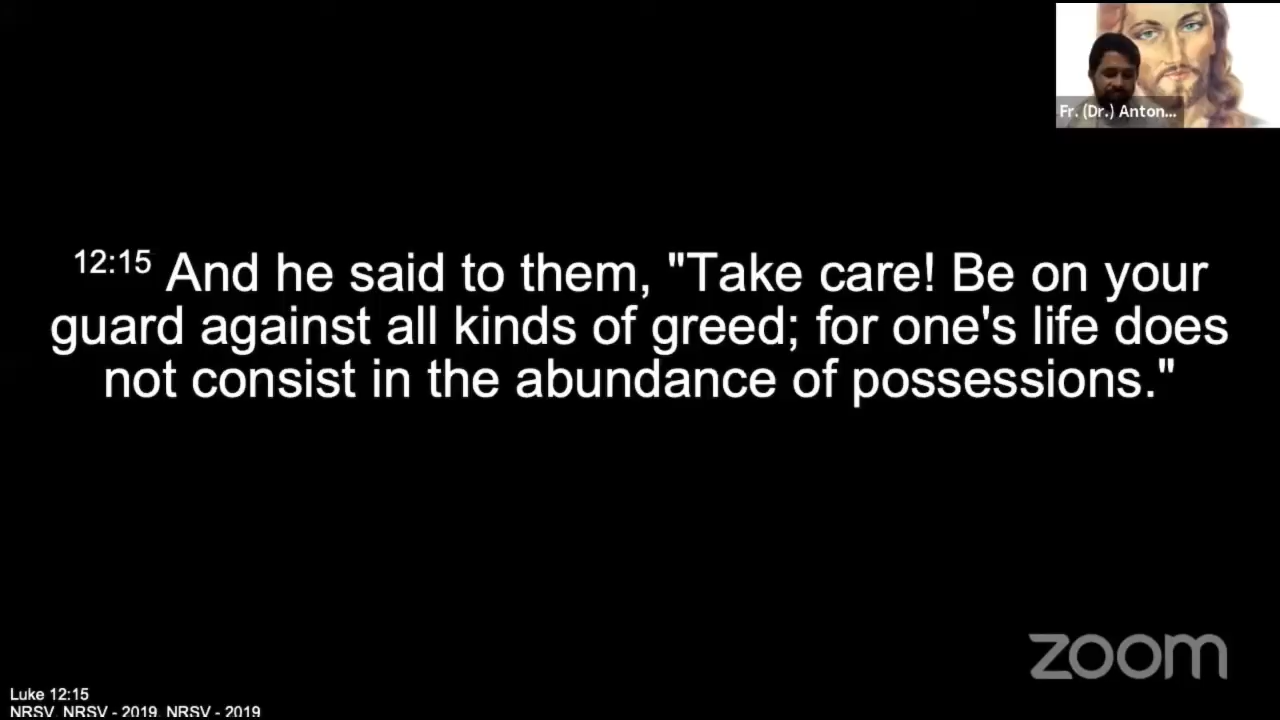 Fr. (Dr.) Anton...
12:15 And he said to them, "Take care! Be on your
guard against all kinds of greed; for one's life does
not consist in the abundance of possessions."
zoom
Luke 12:15
NRSV, NRSV - 2019, NRSV - 2019